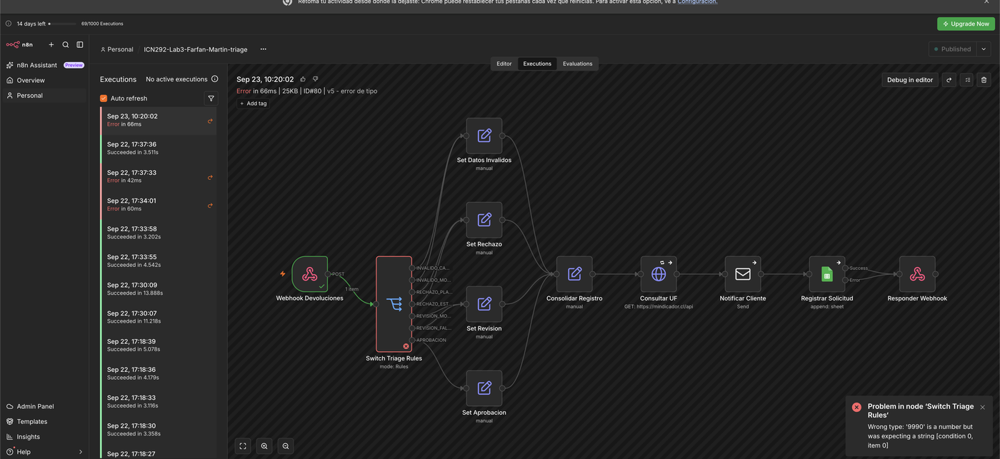 Retoma tu actividad desde donde la dejaste: Chrome puede restablecer tus pestañas cada vez que reinicias. Para activar esta opción, ve a Configuración.
14 days left
69/1000 Executions
Upgrade Now
n8n
Personal
ICN292-Lab3-Farfan-Martin-triage
Published
n8n Assistant
Preview
Overview
Personal
Editor
Executions
Evaluations
Executions
No active executions
Auto refresh
Sep 23, 10:20:02
Error in 66ms
Sep 22, 17:37:36
Succeeded in 3.511s
Sep 22, 17:37:33
Error in 42ms
Sep 22, 17:34:01
Error in 60ms
Sep 22, 17:33:58
Succeeded in 3.202s
Sep 22, 17:33:55
Succeeded in 4.542s
Sep 22, 17:30:09
Succeeded in 13.888s
Sep 22, 17:30:07
Succeeded in 11.218s
Sep 22, 17:18:39
Succeeded in 5.078s
Sep 22, 17:18:36
Succeeded in 4.179s
Sep 22, 17:18:33
Succeeded in 3.116s
Sep 22, 17:18:30
Succeeded in 3.358s
Sep 22, 17:18:27
Admin Panel
Templates
Insights
Help
Sep 23, 10:20:02
Error in 66ms | 25KB | ID#80 | v5 - error de tipo
+ Add tag
Debug in editor
Set Datos Invalidos
manual
Set Rechazo
manual
POST
1 item
Webhook Devoluciones
INVALIDO_CA...
INVALIDO_MO...
RECHAZO_PLA...
RECHAZO_EST...
REVISION_MO...
REVISION_FAL...
APROBACION
Switch Triage Rules
mode: Rules
Set Revision
manual
Set Aprobacion
manual
Consolidar Registro
manual
Consultar UF
GET: https://mindicador.cl/api
Notificar Cliente
Send
Success
Error
Registrar Solicitud
append: sheet
Responder Webhook
Problem in node ‘Switch Triage
Rules‘
Wrong type: '9990' is a number but
was expecting a string [condition 0,
item 0]